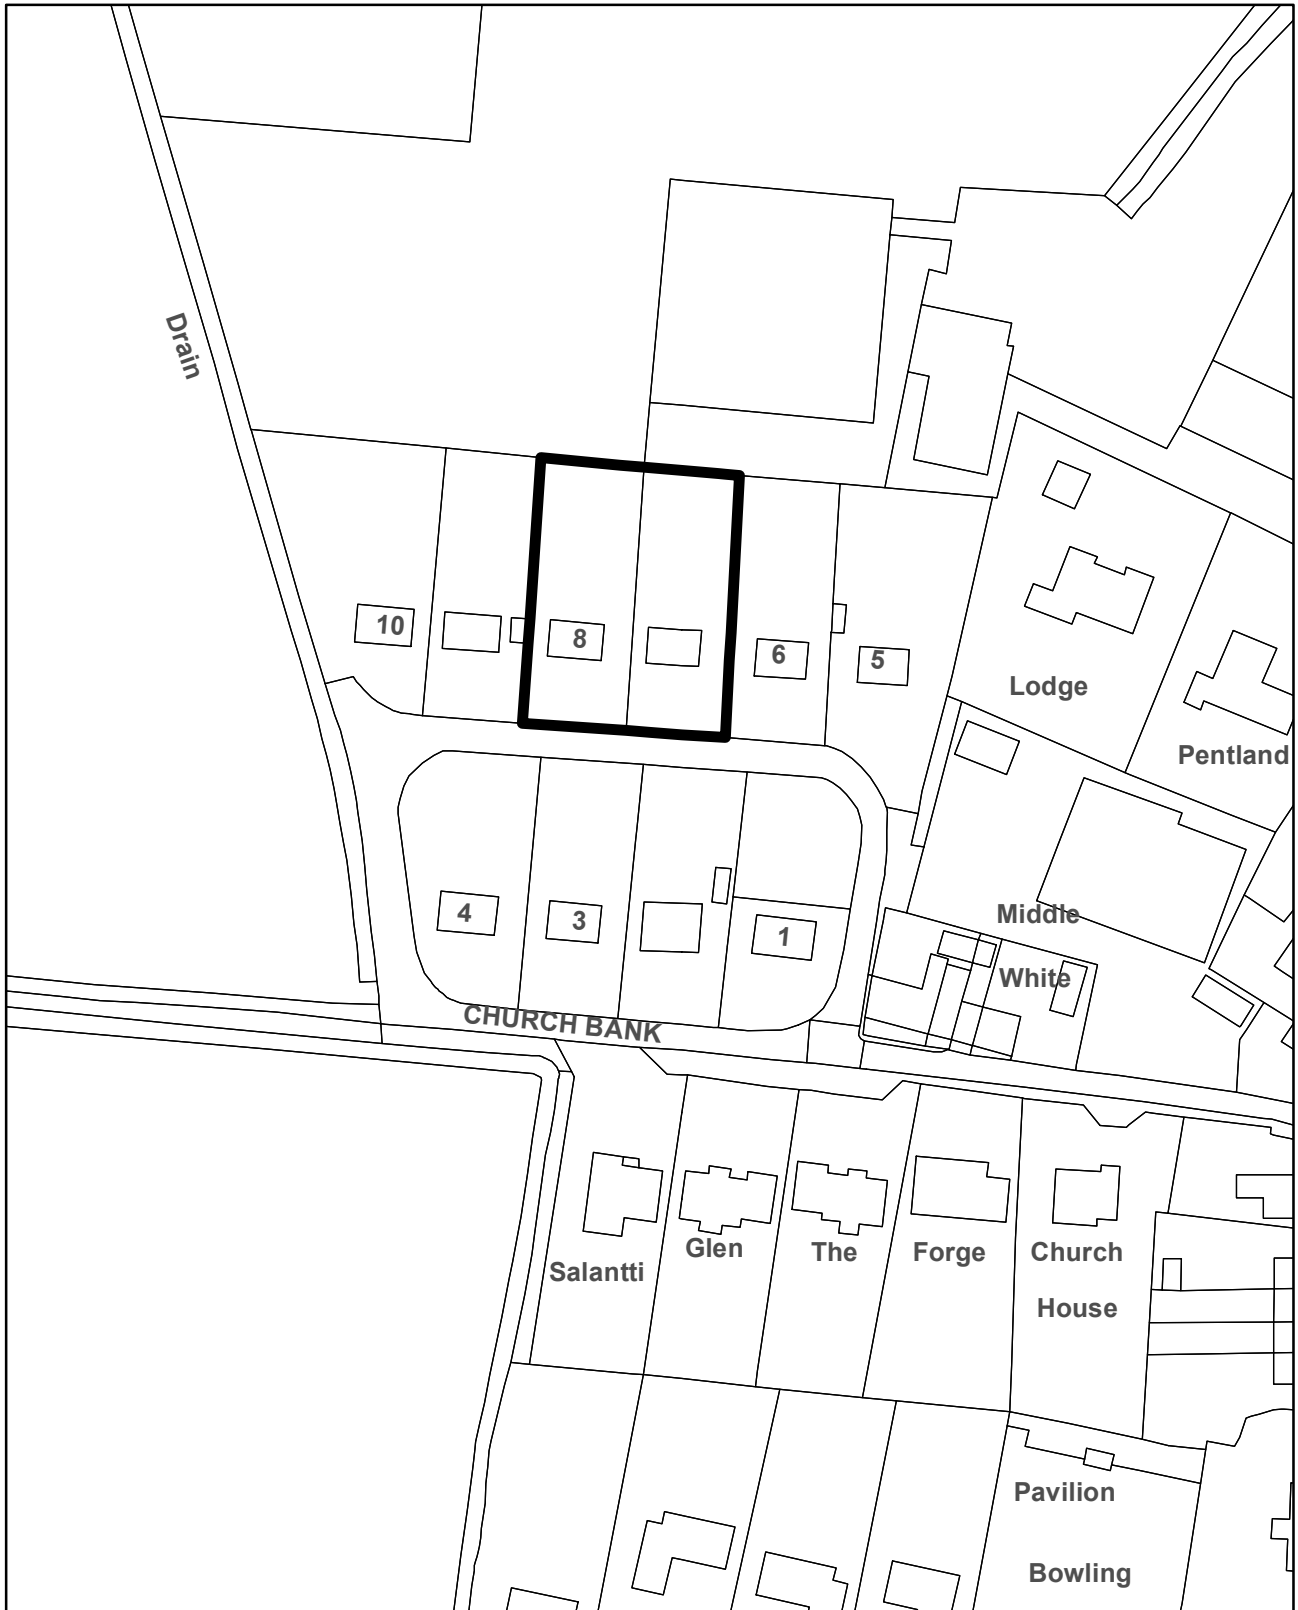 Drain
10
8
6
5
Lodge
Pentland
4
3
1
Middle
White
CHURCH BANK
Salantti
Glen
The
Forge
Church
House
Pavilion
Bowling